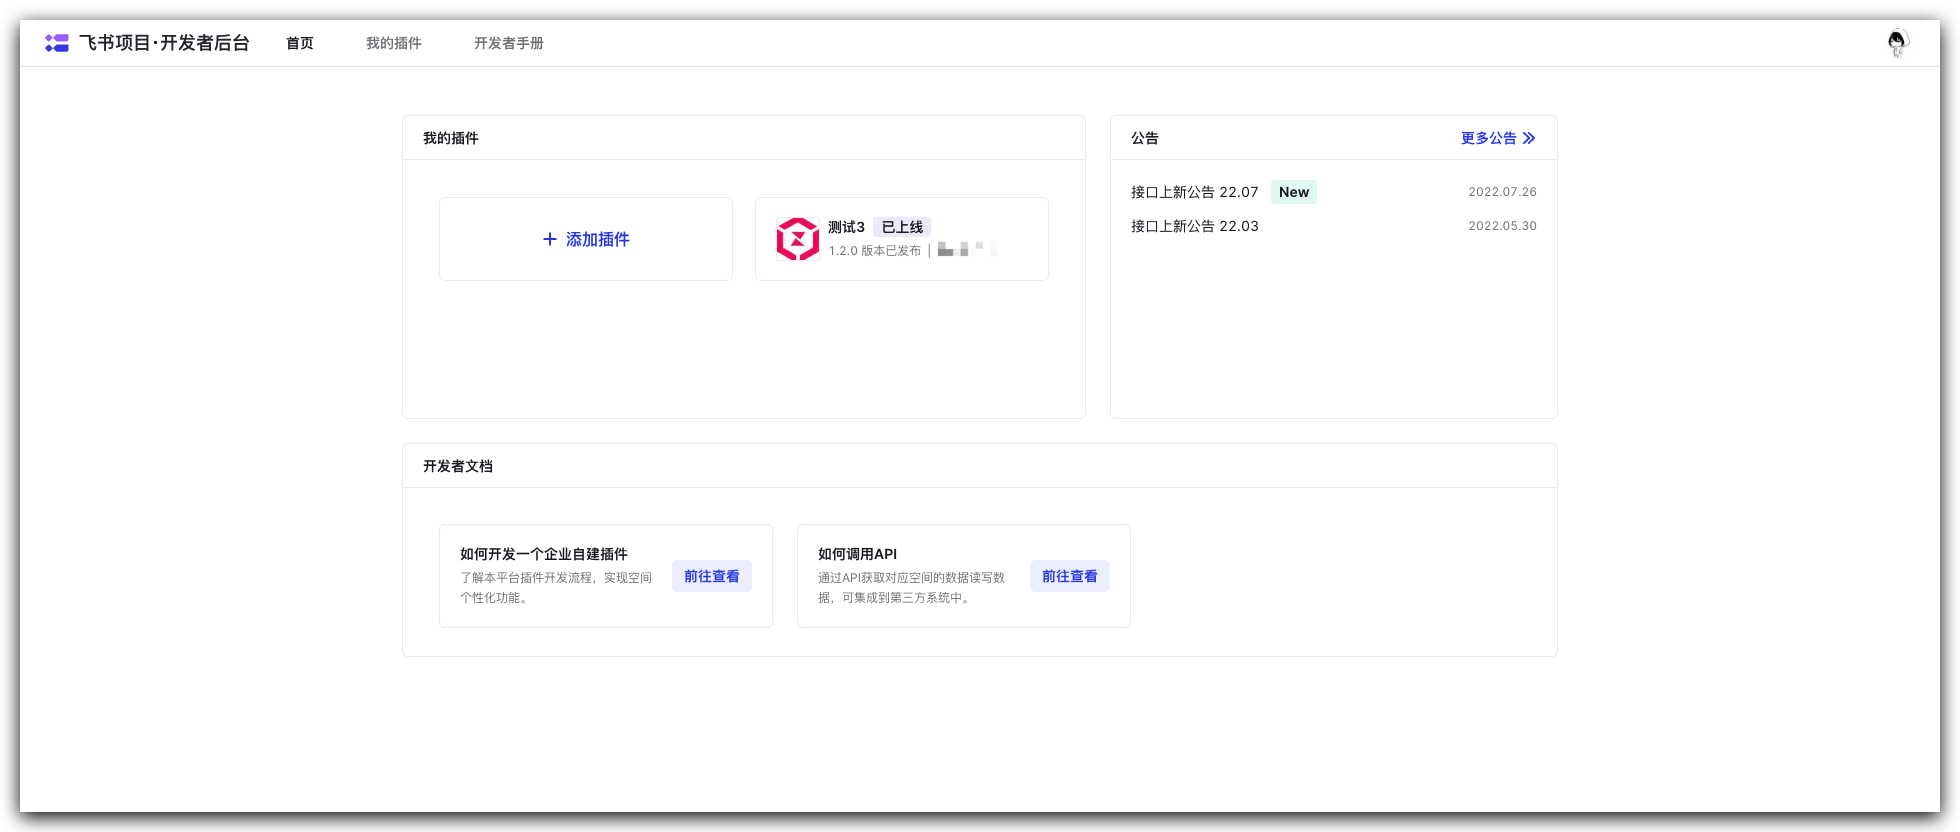 飞书项目·开发者后台
首页
我的插件
开发者手册
我的插件
+ 添加插件
测试3 已上线
1.2.0 版本已发布 |
公告
更多公告
接口上新公告 22.07 New 2022.07.26
接口上新公告 22.03 2022.05.30
开发者文档
如何开发一个企业自建插件
了解本平台插件开发流程，实现空间
个性化功能。
前往查看
如何调用API
通过API获取对应空间的数据读写数
据，可集成到第三方系统中。
前往查看